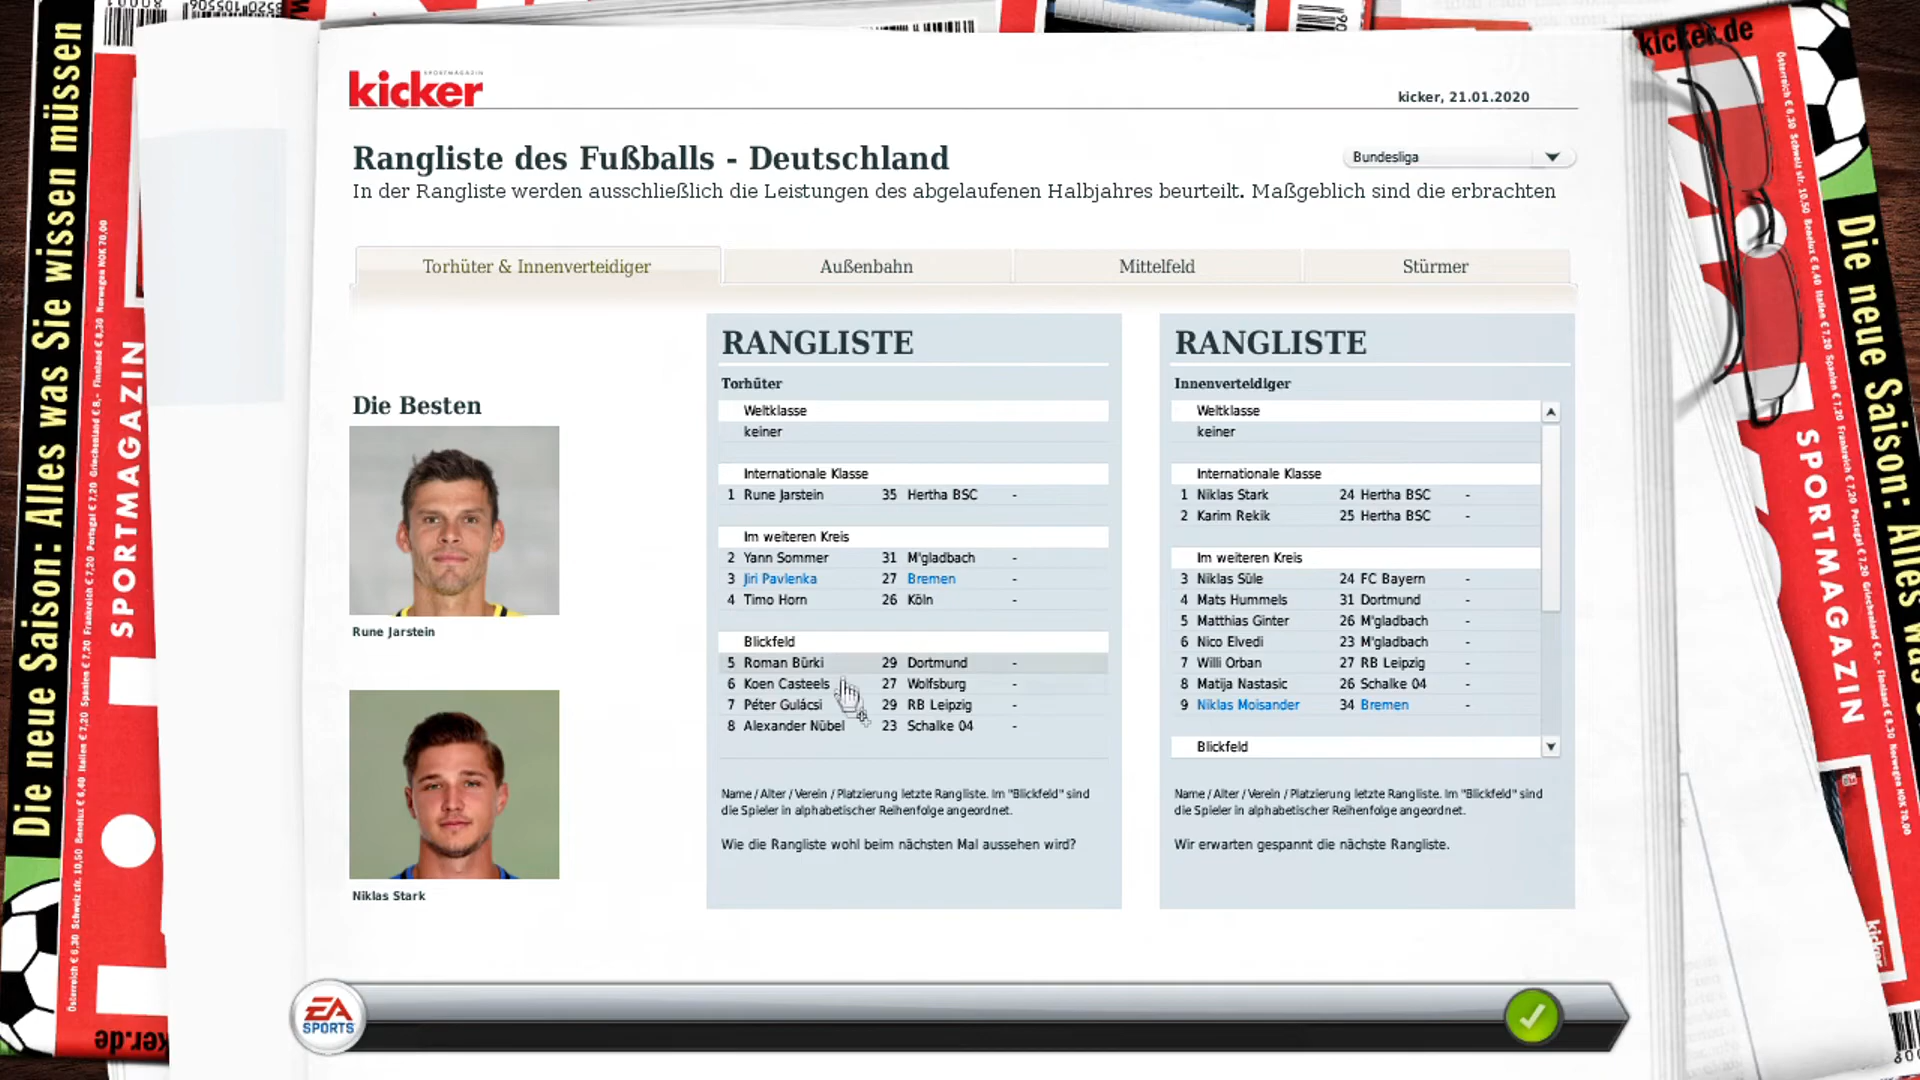 kicker
SPORTMAGAZIN
kicker, 21.01.2020
Rangliste des Fußballs - Deutschland
Bundesliga
In der Rangliste werden ausschließlich die Leistungen des abgelaufenen Halbjahres beurteilt. Maßgeblich sind die erbrachten
Torhüter & Innenverteidiger
Außenbahn
Mittelfeld
Stürmer
Die Besten
Rune Jarstein
Niklas Stark
RANGLISTE
Torhüter
Weltklasse
keiner
Internationale Klasse
1 Rune Jarstein 35 Hertha BSC -
Im weiteren Kreis
2 Yann Sommer 31 M'gladbach -
3 Jiri Pavlenka 27 Bremen -
4 Timo Horn 26 Köln -
Blickfeld
5 Roman Bürki 29 Dortmund -
6 Koen Casteels 27 Wolfsburg -
7 Péter Gulácsi 29 RB Leipzig -
8 Alexander Nübel 23 Schalke 04 -
Name / Alter / Verein / Platzierung letzte Rangliste. Im "Blickfeld" sind
die Spieler in alphabetischer Reihenfolge angeordnet.
Wie die Rangliste wohl beim nächsten Mal aussehen wird?
RANGLISTE
Innenverteidiger
Weltklasse
keiner
Internationale Klasse
1 Niklas Stark 24 Hertha BSC -
2 Karim Rekik 25 Hertha BSC -
Im weiteren Kreis
3 Niklas Süle 24 FC Bayern -
4 Mats Hummels 31 Dortmund -
5 Matthias Ginter 26 M'gladbach -
6 Nico Elvedi 23 M'gladbach -
7 Willi Orban 27 RB Leipzig -
8 Matija Nastasic 26 Schalke 04 -
9 Niklas Moisander 34 Bremen -
Blickfeld
Name / Alter / Verein / Platzierung letzte Rangliste. Im "Blickfeld" sind
die Spieler in alphabetischer Reihenfolge angeordnet.
Wir erwarten gespannt die nächste Rangliste.
EA
SPORTS
Die neue Saison: Alles was Sie wissen müssen
SPORTMAGAZIN
kicker.de
Die neue Saison: Alles was
SPORTMAGAZIN
kicker